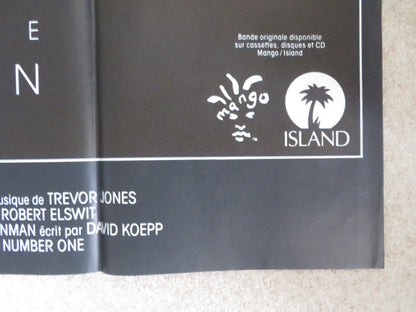 E
N
Bande originale disponible
sur cassettes, disques et CD
Mango/Island
mango
ISLAND
usique de TREVOR JONES
ROBERT ELSWIT
NMAN écrit par DAVID KOEPP
NUMBER ONE